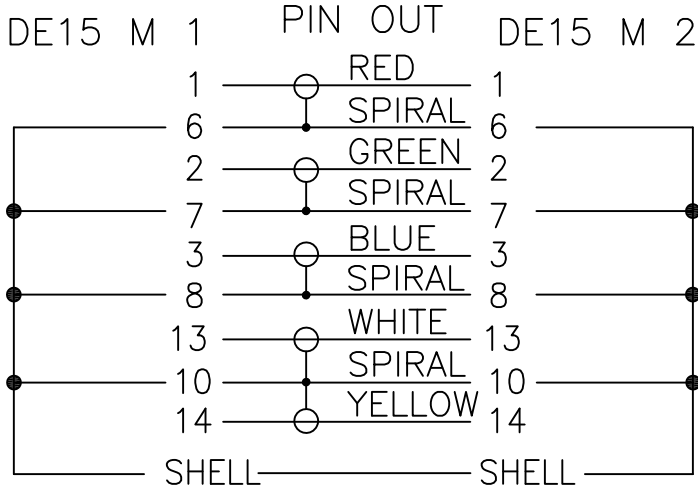 DE15 M 1 PIN OUT DE15 M 2
1 RED 1
6 SPIRAL 6
2 GREEN 2
7 SPIRAL 7
3 BLUE 3
8 SPIRAL 8
13 WHITE 13
10 SPIRAL 10
14 YELLOW 14
SHELL SHELL